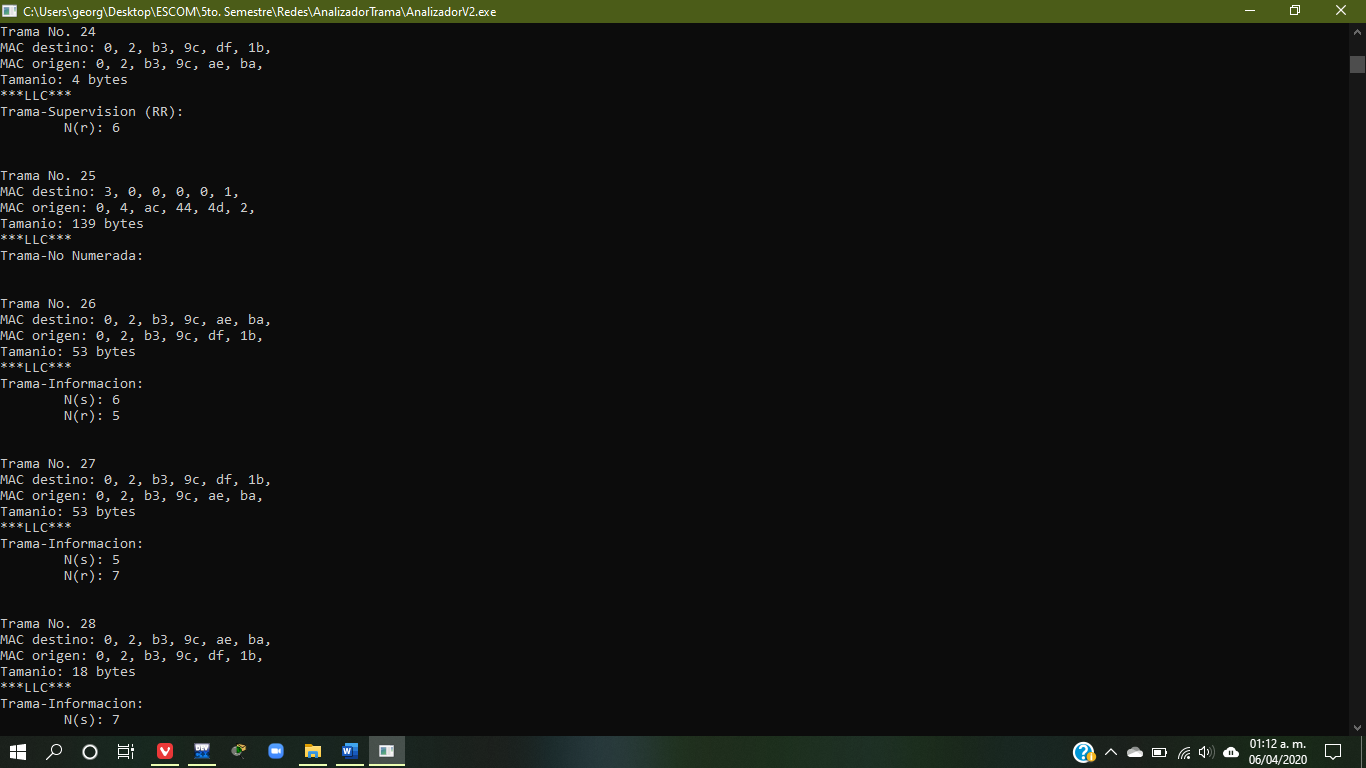 C:\Users\georg\Desktop\ESCOM\5to. Semestre\Redes\AnalizadorTrama\AnalizadorV2.exe
Trama No. 24
MAC destino: 0, 2, b3, 9c, df, 1b,
MAC origen: 0, 2, b3, 9c, ae, ba,
Tamanio: 4 bytes
***LLC***
Trama-Supervision (RR):
N(r): 6
Trama No. 25
MAC destino: 3, 0, 0, 0, 0, 1,
MAC origen: 0, 4, ac, 44, 4d, 2,
Tamanio: 139 bytes
***LLC***
Trama-No Numerada:
Trama No. 26
MAC destino: 0, 2, b3, 9c, ae, ba,
MAC origen: 0, 2, b3, 9c, df, 1b,
Tamanio: 53 bytes
***LLC***
Trama-Informacion:
N(s): 6
N(r): 5
Trama No. 27
MAC destino: 0, 2, b3, 9c, df, 1b,
MAC origen: 0, 2, b3, 9c, ae, ba,
Tamanio: 53 bytes
***LLC***
Trama-Informacion:
N(s): 5
N(r): 7
Trama No. 28
MAC destino: 0, 2, b3, 9c, ae, ba,
MAC origen: 0, 2, b3, 9c, df, 1b,
Tamanio: 18 bytes
***LLC***
Trama-Informacion:
N(s): 7
01:12 a. m.
06/04/2020